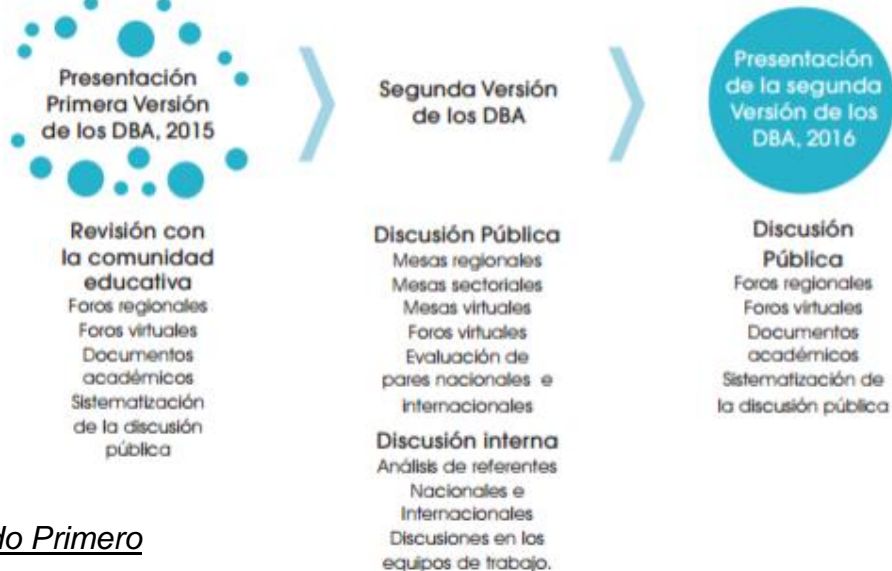 Presentación
Primera Versión
de los DBA, 2015
Revisión con
la comunidad
educativa
Foros regionales
Foros virtuales
Documentos
académicos
Sistematización
de la discusión
pública
Segunda Versión
de los DBA
Discusión Pública
Mesas regionales
Mesas sectoriales
Mesas virtuales
Foros virtuales
Evaluación de
pares nacionales e
internacionales
Discusión interna
Análisis de referentes
Nacionales e
Internacionales
Discusiones en los
equipos de trabajo.
Presentación
de la segunda
Versión de los
DBA, 2016
Discusión
Pública
Foros regionales
Foros virtuales
Documentos
académicos
Sistematización de
la discusión pública
do Primero